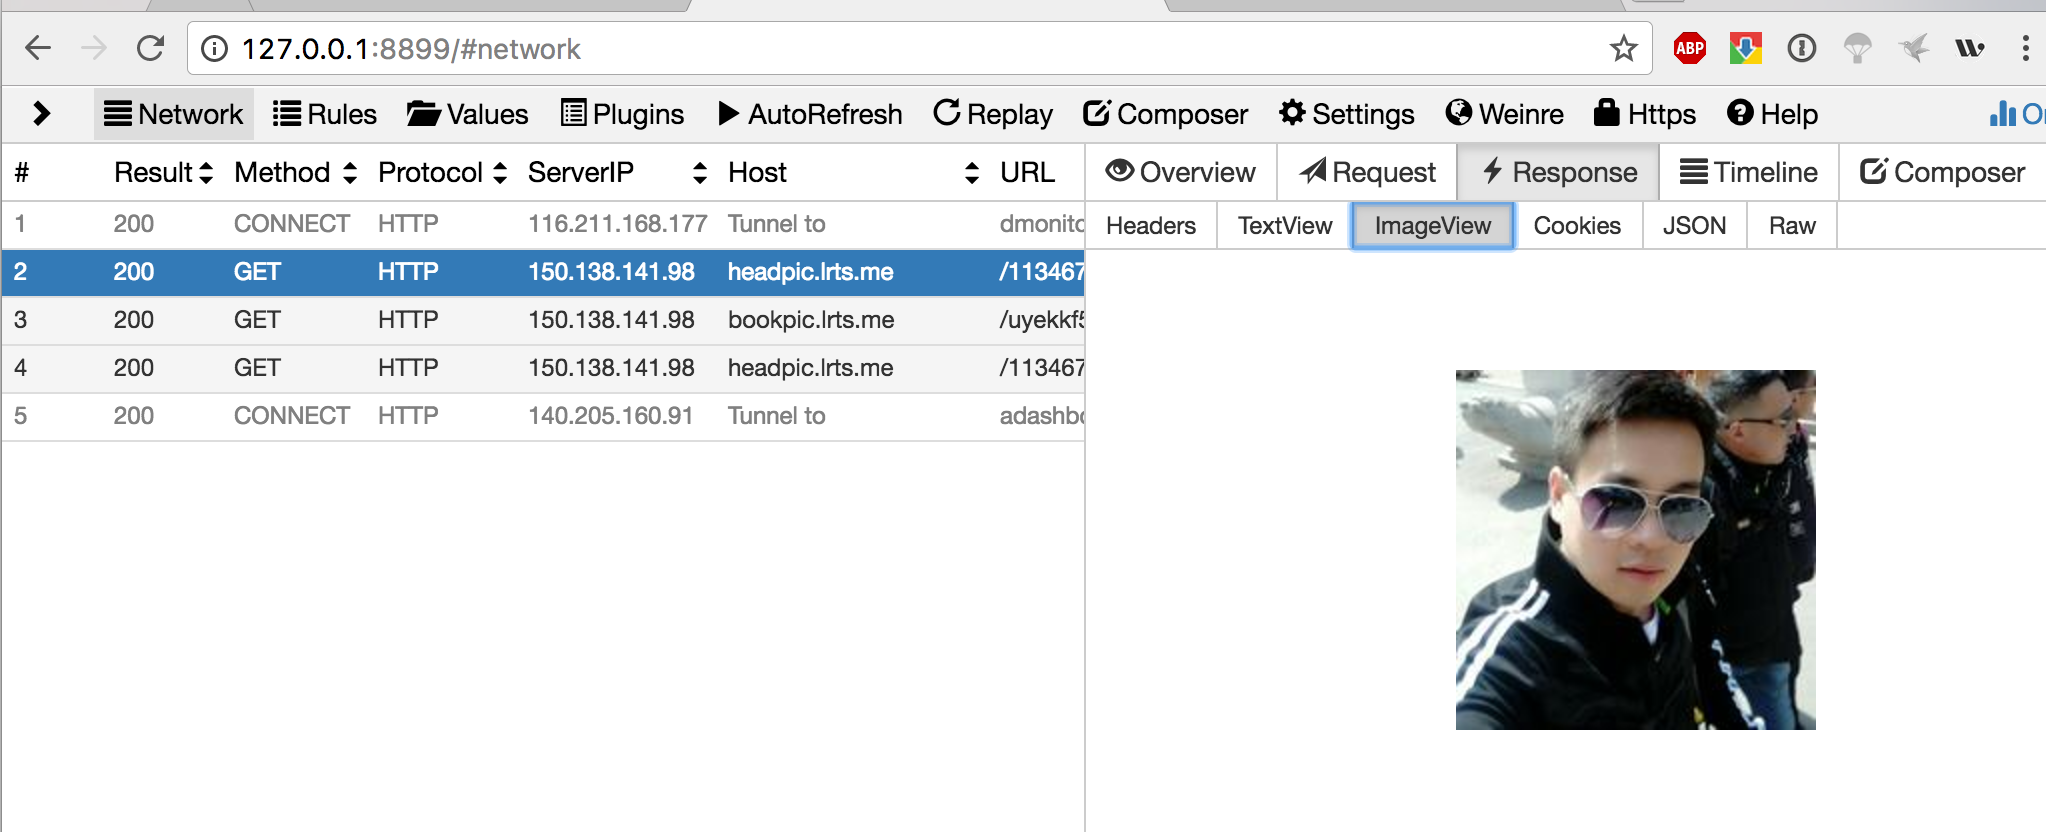 127.0.0.1:8899/#network
ABP
Network Rules Values Plugins AutoRefresh Replay Composer Settings Weinre Https Help
# Result Method Protocol ServerIP Host URL
Overview Request Response Timeline Composer
Headers TextView ImageView Cookies JSON Raw
1 200 CONNECT HTTP 116.211.168.177 Tunnel to
2 200 GET HTTP 150.138.141.98 headpic.lrts.me /113467
3 200 GET HTTP 150.138.141.98 bookpic.lrts.me
4 200 GET HTTP 150.138.141.98 headpic.lrts.me /113467
5 200 CONNECT HTTP 140.205.160.91 Tunnel to